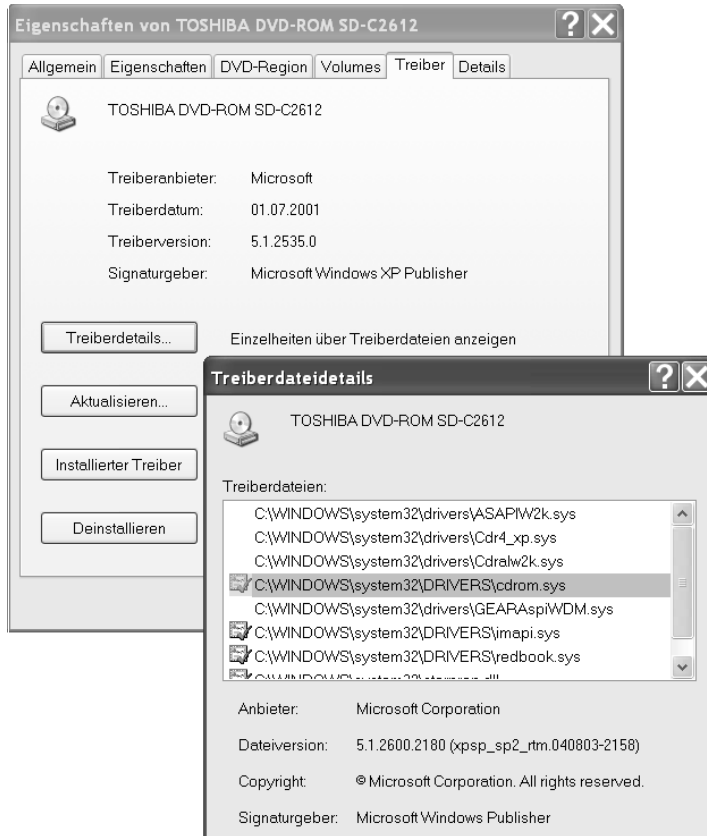 Eigenschaften von TOSHIBA DVD-ROM SD-C2612
Allgemein Eigenschaften DVD-Region Volumes Treiber Details
TOSHIBA DVD-ROM SD-C2612
Treiberanbieter: Microsoft
Treiberdatum: 01.07.2001
Treiberversion: 5.1.2535.0
Signaturgeber: Microsoft Windows XP Publisher
Treiberdetails... Einzelheiten über Treiberdateien anzeigen
Aktualisieren...
Installierter Treiber
Deinstallieren
Treiberdateidetails
TOSHIBA DVD-ROM SD-C2612
Treiberdateien:
C:\WINDOWS\system32\drivers\ASAPIW2k.sys
C:\WINDOWS\system32\drivers\Cdr4_xp.sys
C:\WINDOWS\system32\drivers\Cdralw2k.sys
C:\WINDOWS\system32\DRIVERS\cdrom.sys
C:\WINDOWS\system32\drivers\GEARAspiWDM.sys
C:\WINDOWS\system32\DRIVERS\imapi.sys
C:\WINDOWS\system32\DRIVERS\redbook.sys
Anbieter: Microsoft Corporation
Dateiversion: 5.1.2600.2180 (xpsp_sp2_rtm.040803-2158)
Copyright: © Microsoft Corporation. All rights reserved.
Signaturgeber: Microsoft Windows Publisher